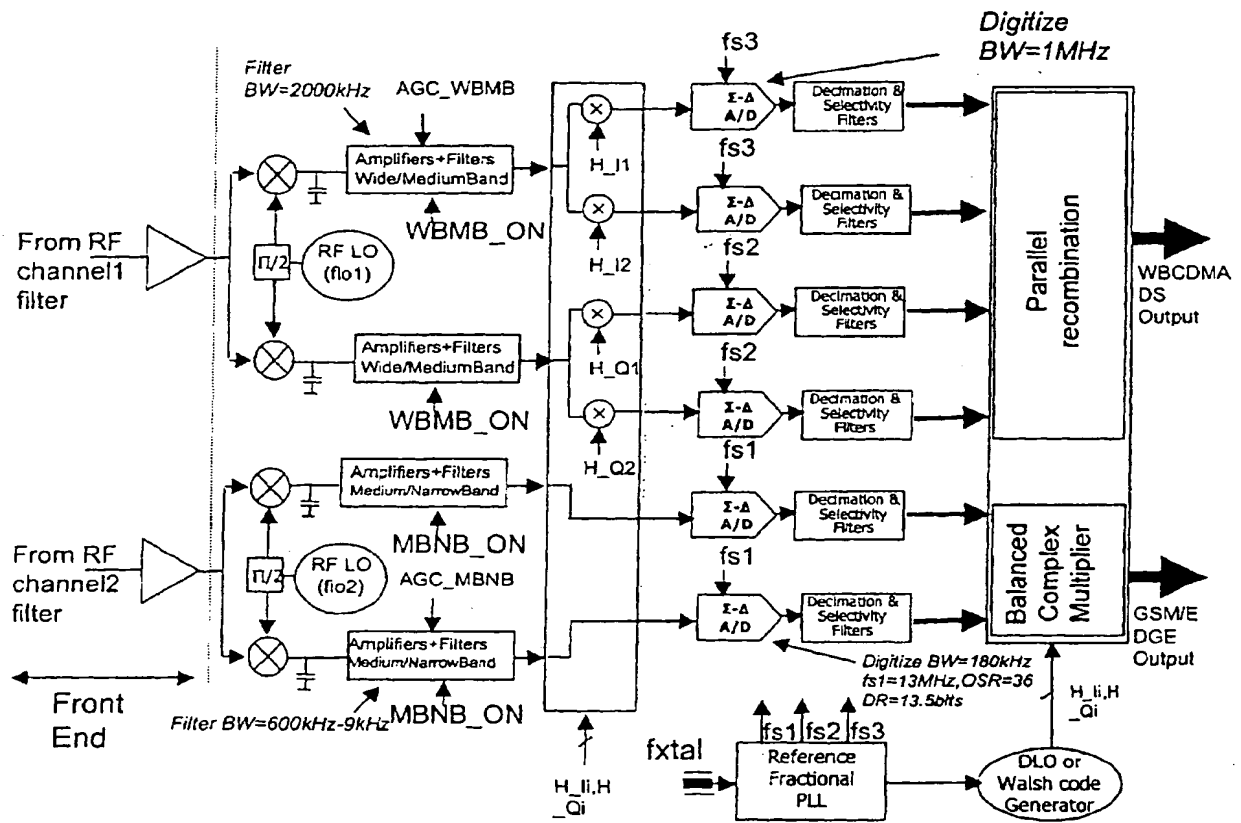 Digitize
BW=1MHz
fs3
Filter
BW=2000kHz
AGC_WBMB
Σ-Δ
A/D
Decimation &
Selectivity
Filters
Amplifiers+Filters
Wide/MediumBand
H_I1
fs3
Σ-Δ
A/D
Decimation &
Selectivity
Filters
WBMB_ON
H_I2
From RF
channel1
filter
Π/2
RF LO
(flo1)
fs2
Σ-Δ
A/D
Decimation &
Selectivity
Filters
Parallel
recombination
WBCDMA
DS
Output
Amplifiers+Filters
Wide/MediumBand
H_Q1
fs2
Σ-Δ
A/D
Decimation &
Selectivity
Filters
WBMB_ON
H_Q2
fs1
Amplifiers+Filters
Medium/NarrowBand
Σ-Δ
A/D
Decimation &
Selectivity
Filters
MBNB_ON
From RF
channel2
filter
Π/2
RF LO
(flo2)
AGC_MBNB
fs1
Σ-Δ
A/D
Decimation &
Selectivity
Filters
Balanced
Complex
Multiplier
GSM/E
DGE
Output
Amplifiers+Filters
Medium/NarrowBand
MBNB_ON
Filter BW=600kHz-9kHz
Front
End
Digitize BW=180kHz
fs1=13MHz,OSR=36
DR=13.5bits
H_Ii,H
_Qi
H_Ii,H
_Qi
fxtal
fs1 fs2 fs3
Reference
Fractional
PLL
DLO or
Walsh code
Generator